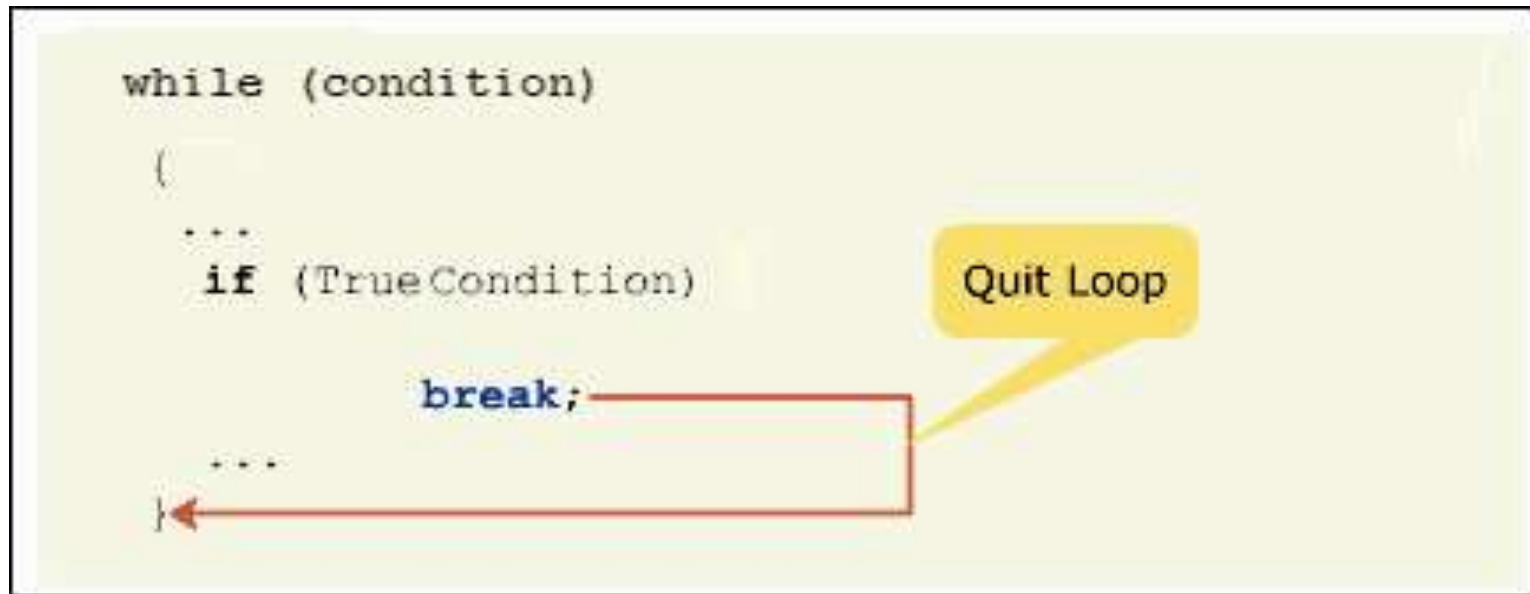 while (condition)
{
...
if (TrueCondition)
Quit Loop
break;
...
}